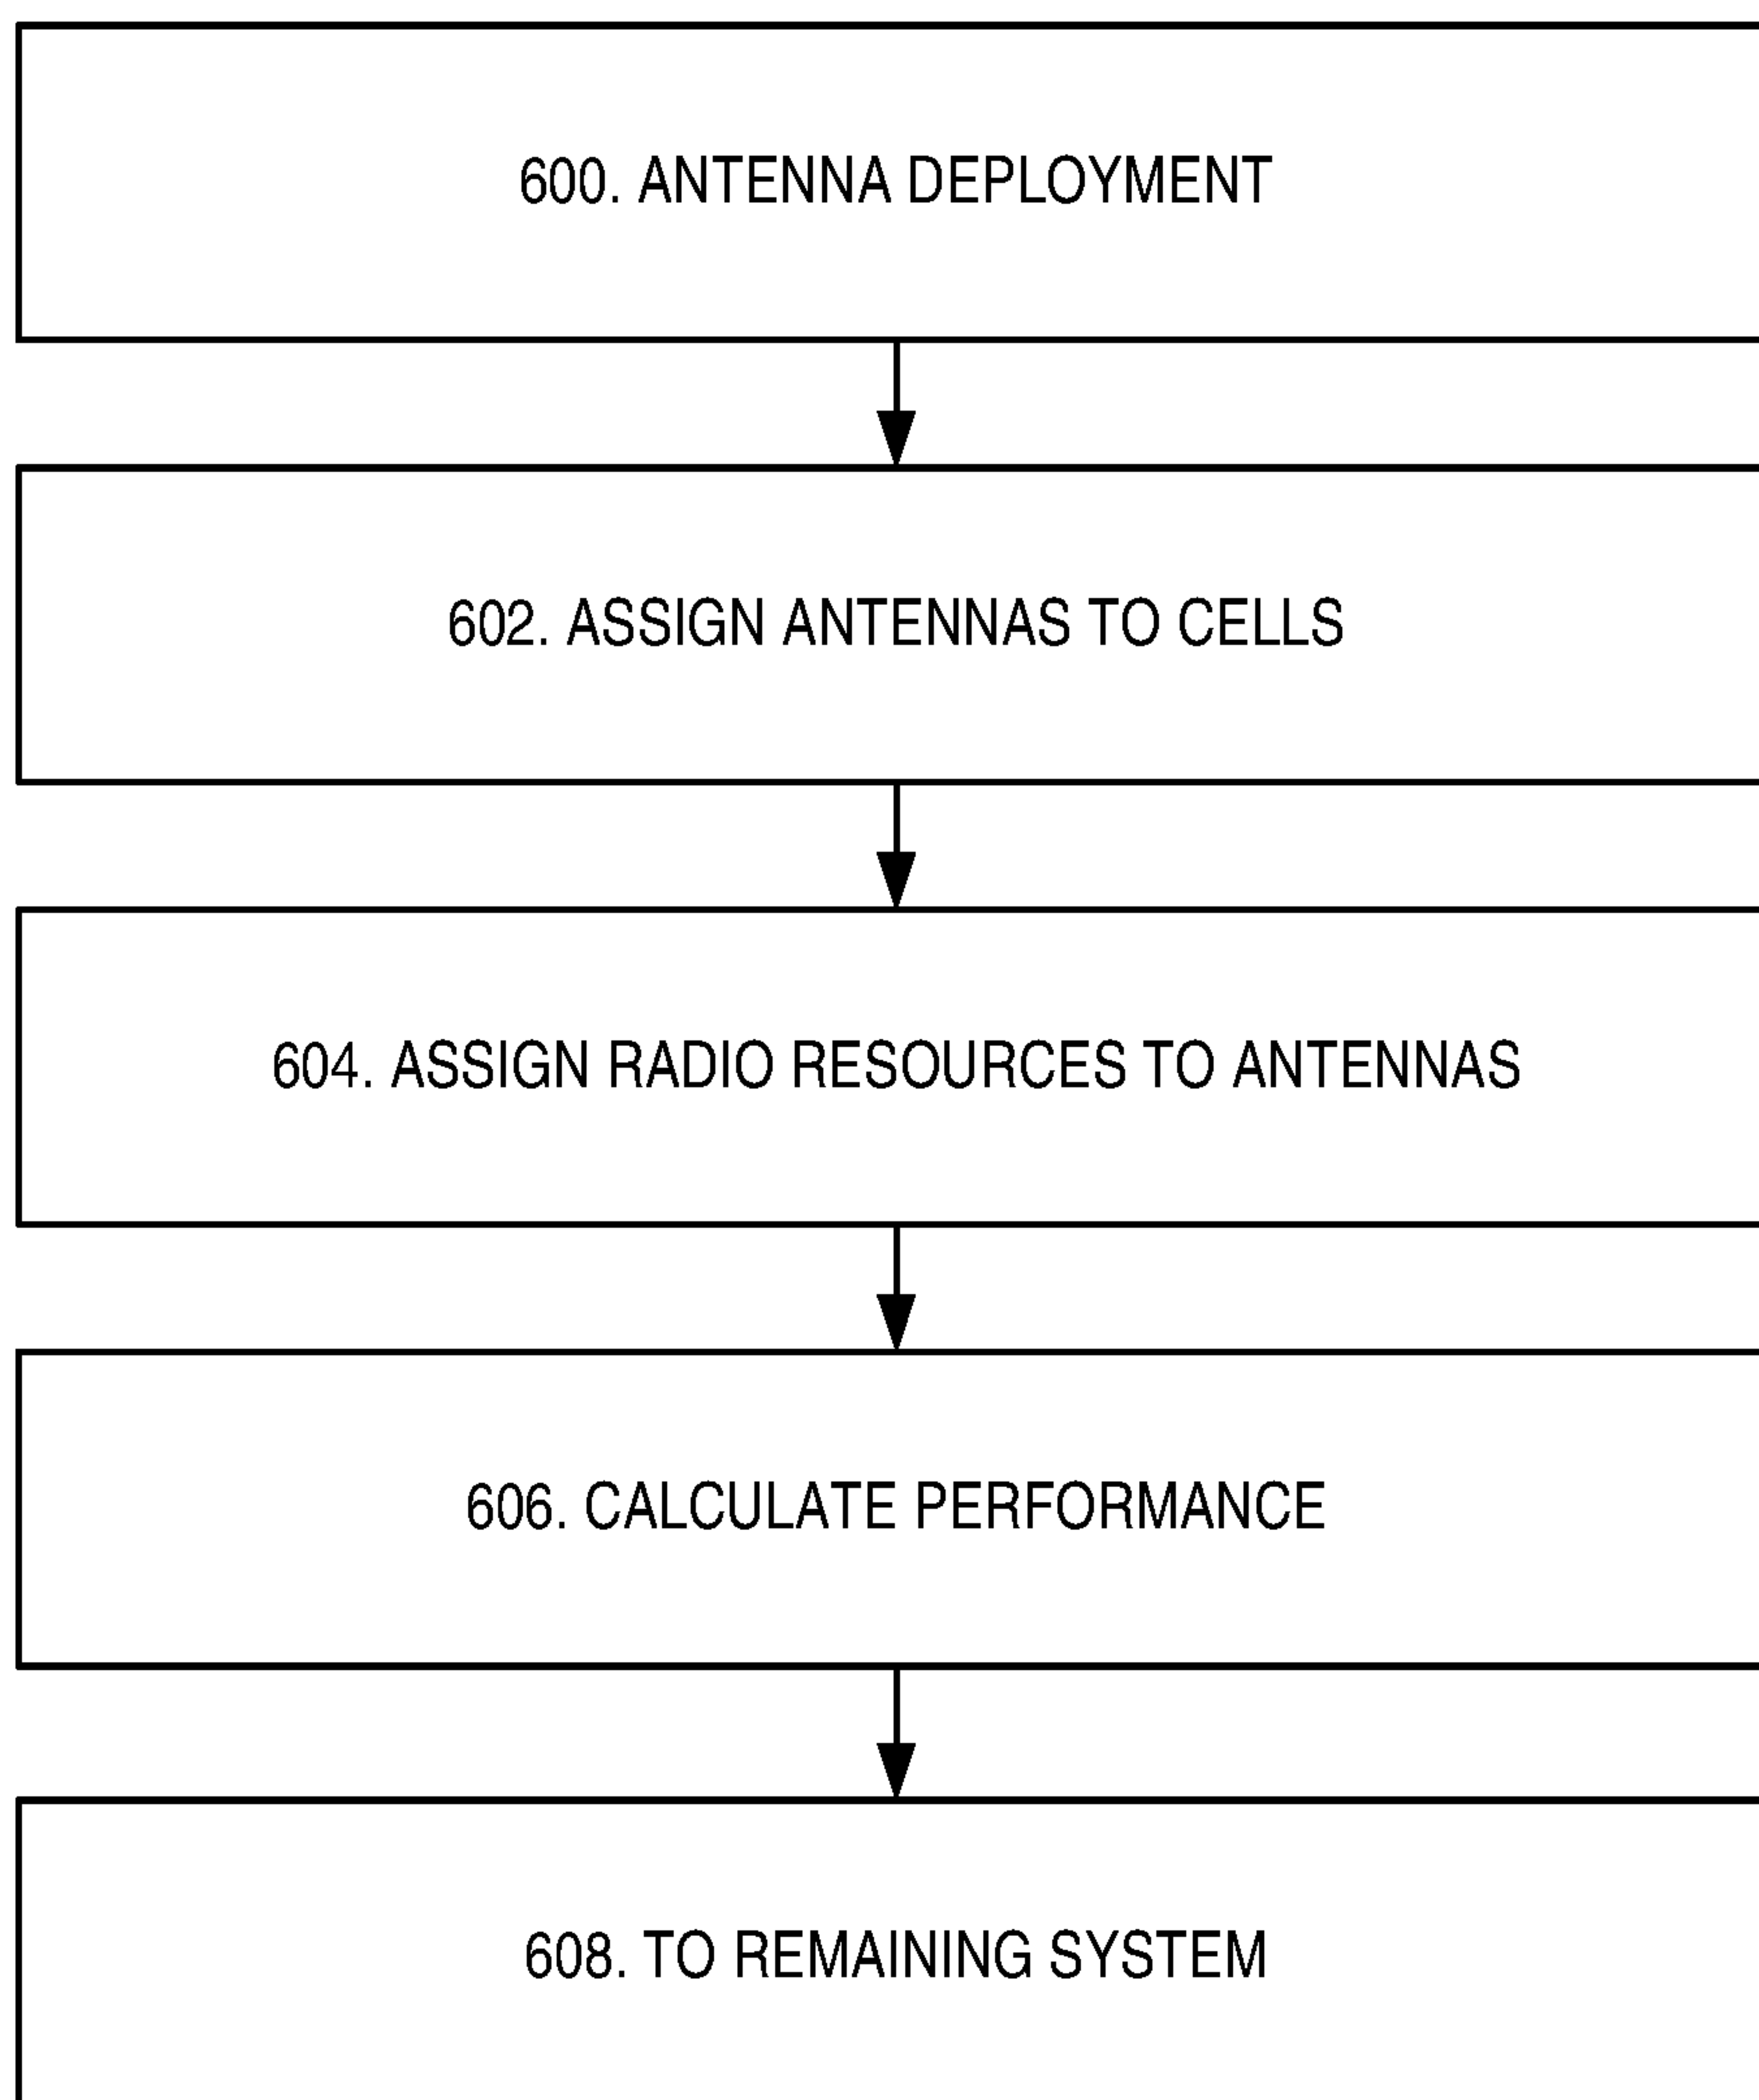 600. ANTENNA DEPLOYMENT
602. ASSIGN ANTENNAS TO CELLS
604. ASSIGN RADIO RESOURCES TO ANTENNAS
606. CALCULATE PERFORMANCE
608. TO REMAINING SYSTEM